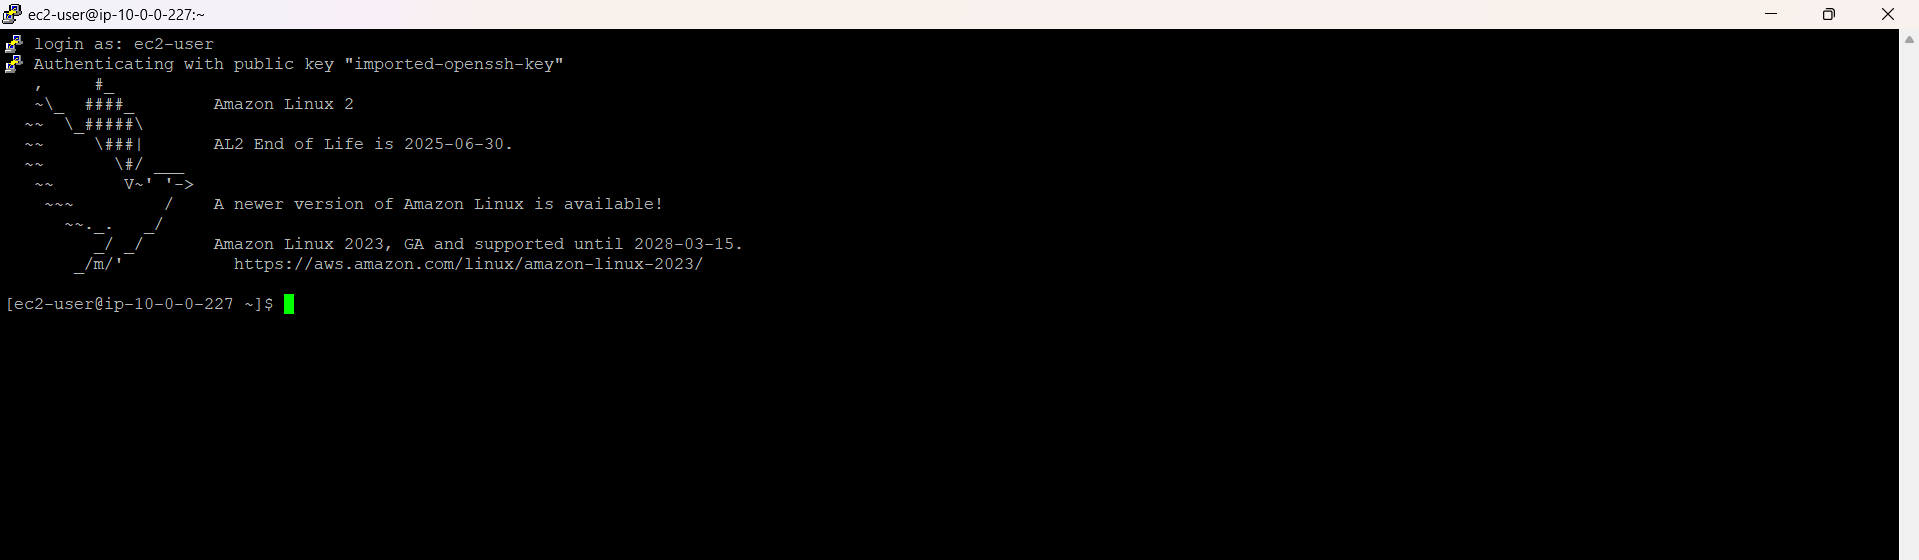 ec2-user@ip-10-0-0-227:~
login as: ec2-user
Authenticating with public key "imported-openssh-key"
   ,     #_
   ~\_  ####_        Amazon Linux 2
  ~~  \_#####\
  ~~     \###|       AL2 End of Life is 2025-06-30.
  ~~       \#/ ___
   ~~       V~' '->
    ~~~         /    A newer version of Amazon Linux is available!
      ~~._.   _/
         _/ _/       Amazon Linux 2023, GA and supported until 2028-03-15.
       _/m/'           https://aws.amazon.com/linux/amazon-linux-2023/
[ec2-user@ip-10-0-0-227 ~]$